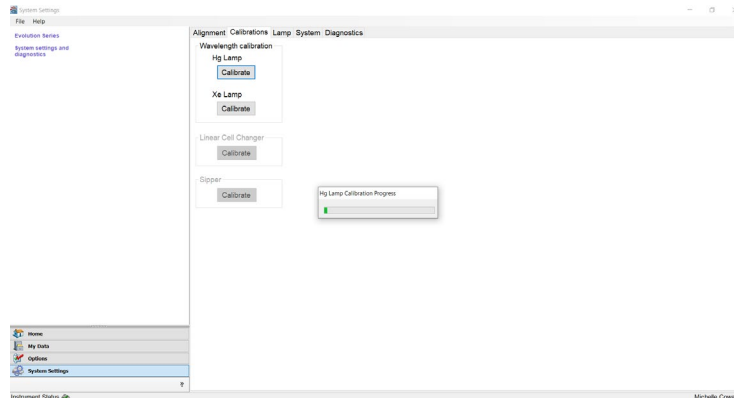 System Settings
File Help
Evolution Series
System settings and
diagnostics
Alignment Calibrations Lamp System Diagnostics
Wavelength calibration
Hg Lamp
Calibrate
Xe Lamp
Calibrate
Linear Cell Changer
Calibrate
Sipper
Calibrate
Hg Lamp Calibration Progress
Home
My Data
Options
System Settings
?
Instrument Status
Michelle